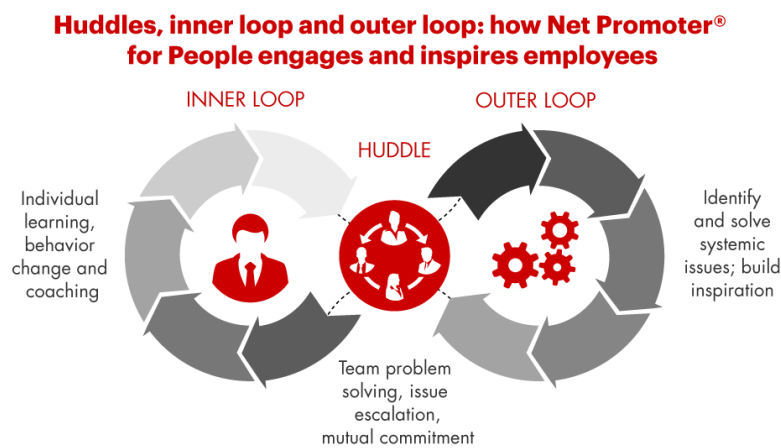 Huddles, inner loop and outer loop: how Net Promoter®
for People engages and inspires employees
INNER LOOP
OUTER LOOP
HUDDLE
Individual
learning,
behavior
change and
coaching
Identify
and solve
systemic
issues; build
inspiration
Team problem
solving, issue
escalation,
mutual commitment